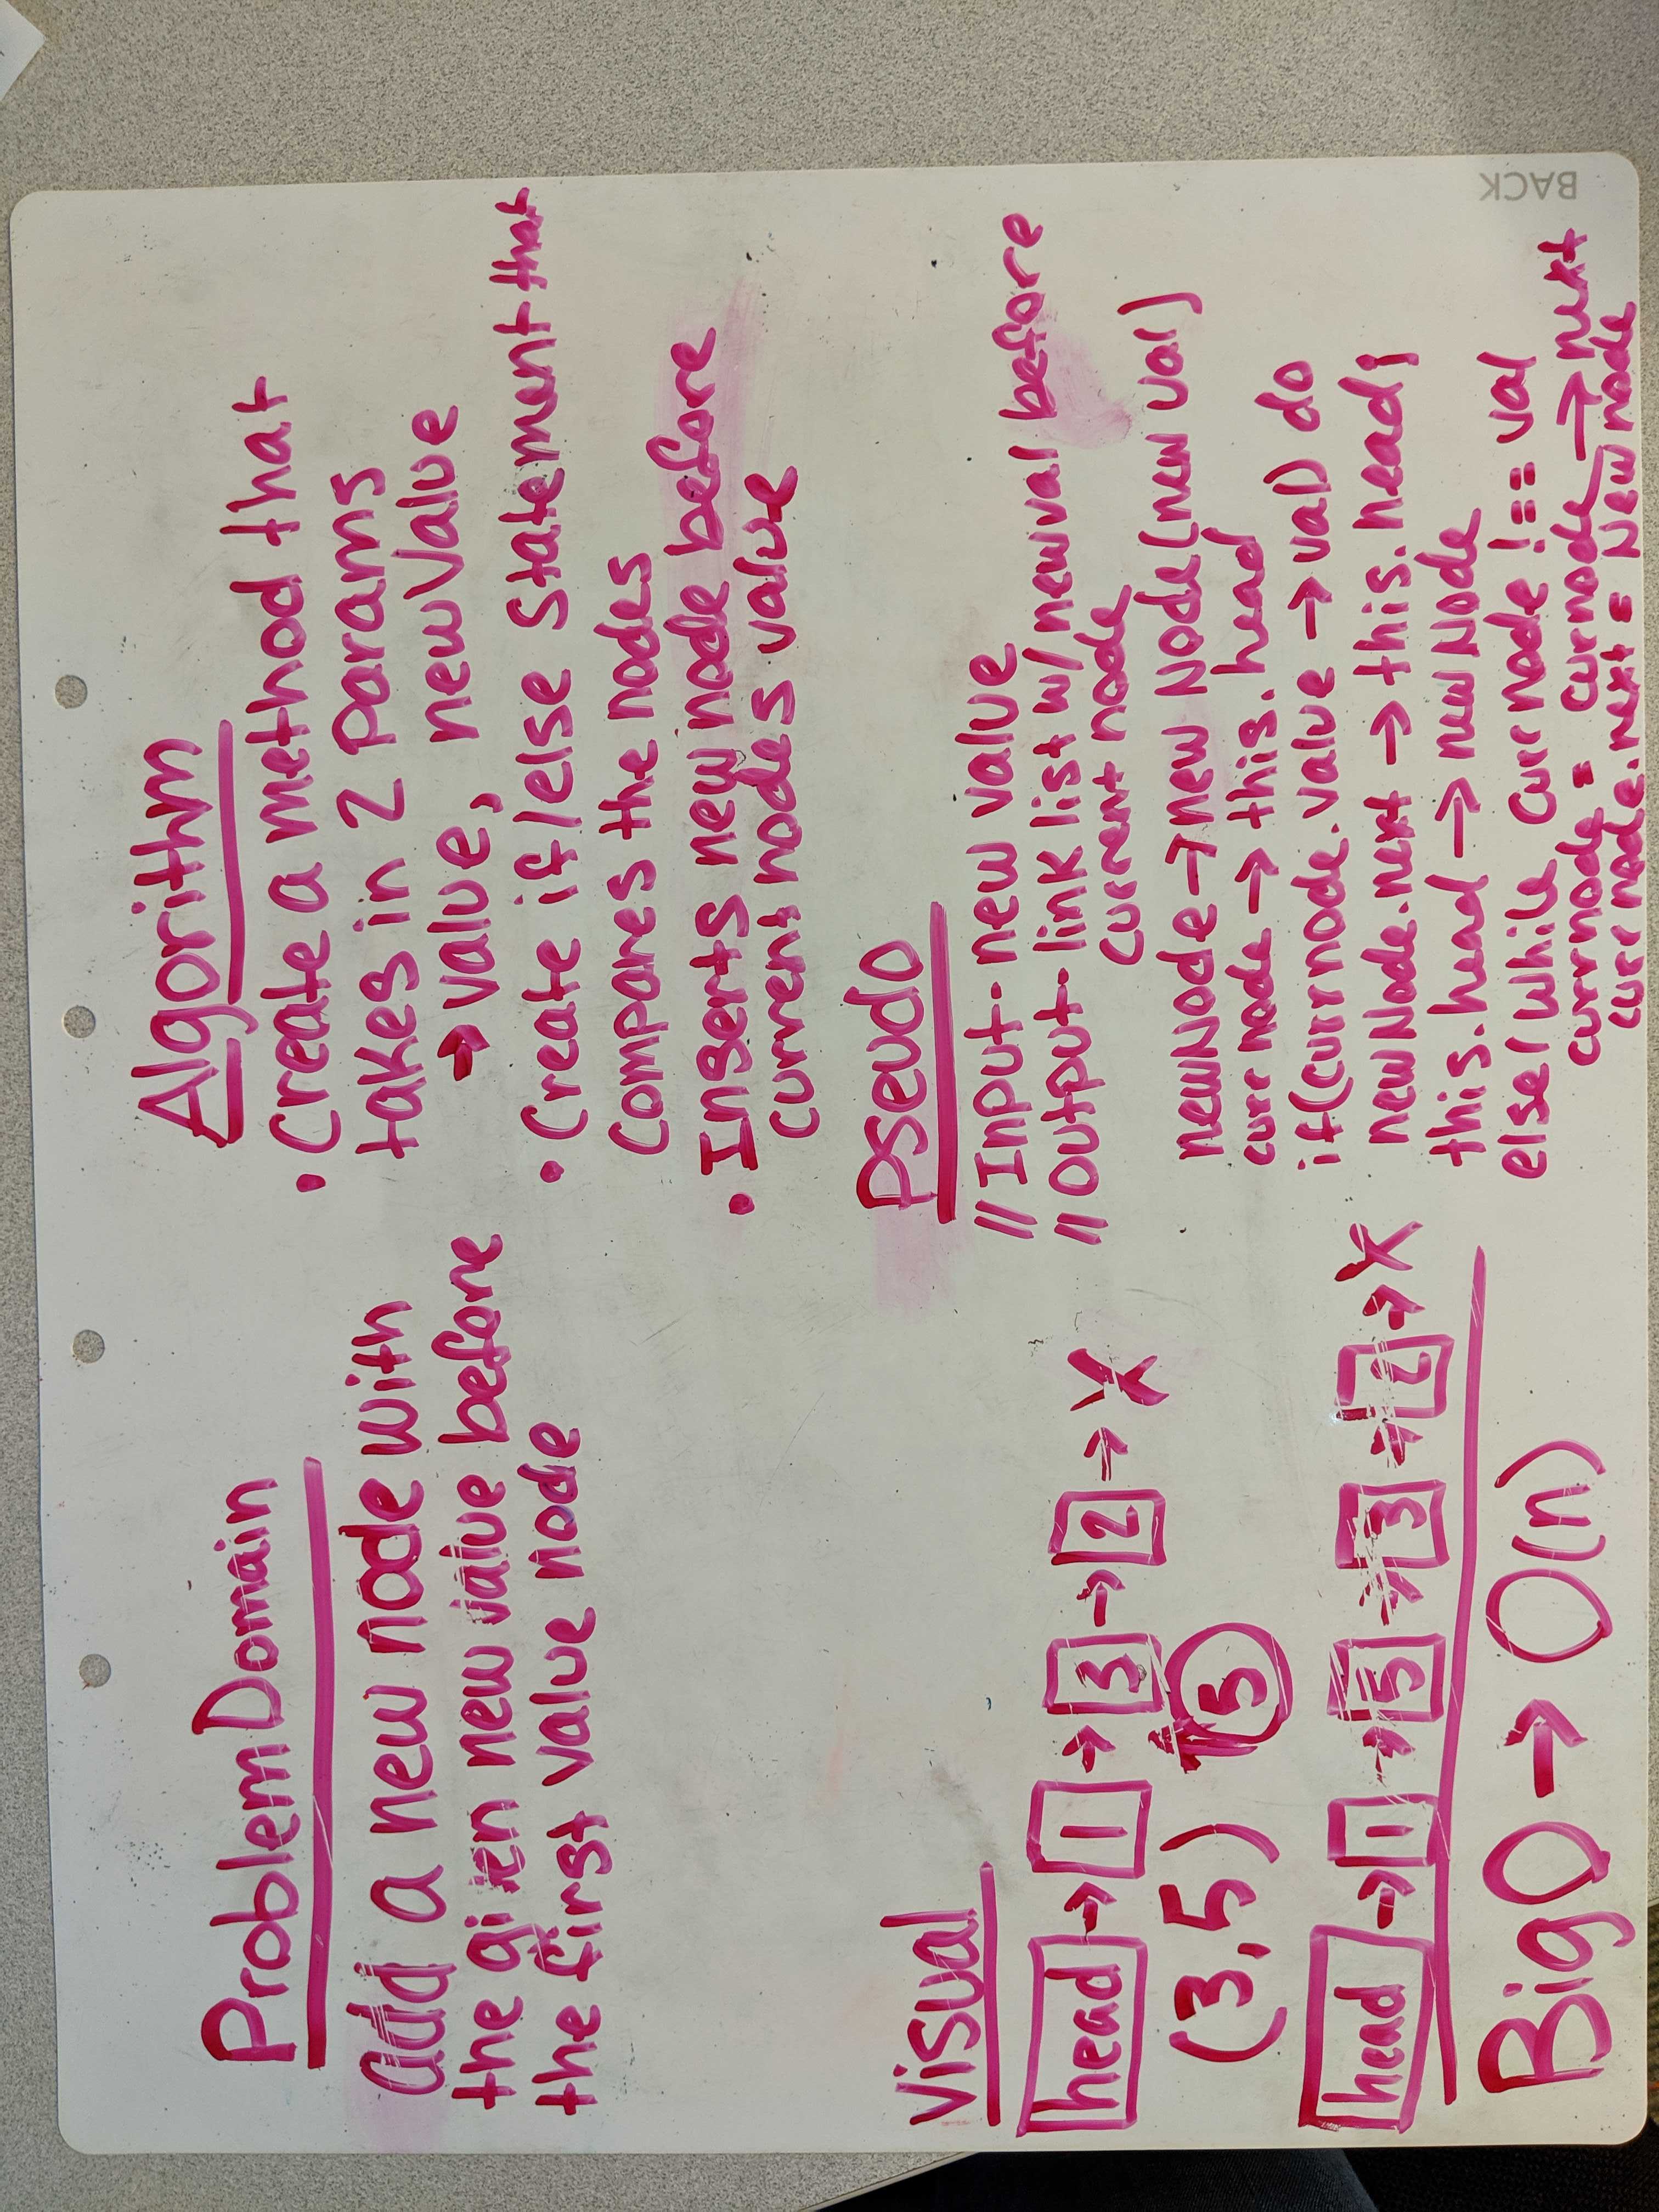 Problem Domain
Add a new node with
the given new value before
the first value node
Algorithm
• Create a method that
takes in 2 params
→ value, newValue
• Create if/else statement that
compares the nodes
• Inserts new node before
current nodes value
Visual
head → 1 → 3 → 2 → X
(3,5) 5
head → 1 → 5 → 3 → 2 → X
Big O → O(n)
Pseudo
// Input - new value
// output - link list w/ newval before
current node
newNode → new Node(new val)
curr node → this.head
if(currnode.value → val) do
newNode.next → this.head;
this.head → newNode
else/while curr node !== val
currnode = currnode → next
currnode.next = New node
BACK